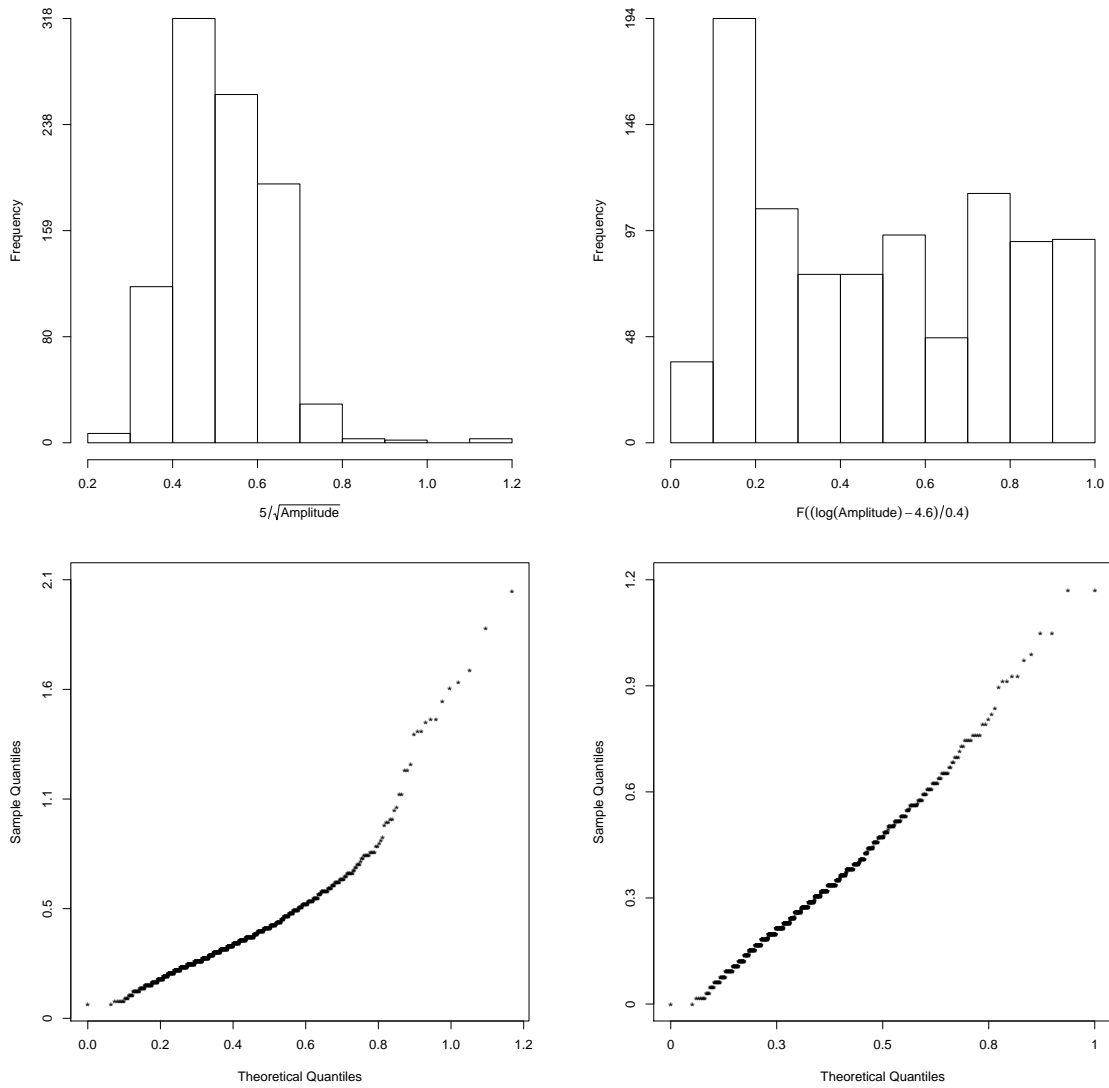 Frequency
0 80 159 238 318
0.2 0.4 0.6 0.8 1.0 1.2
5/√Amplitude
Frequency
0 48 97 146 194
0.0 0.2 0.4 0.6 0.8 1.0
F((log(Amplitude) − 4.6)/0.4)
Sample Quantiles
0 0.5 1.1 1.6 2.1
0.0 0.2 0.4 0.6 0.8 1.0 1.2
Theoretical Quantiles
Sample Quantiles
0 0.3 0.6 0.9 1.2
0 0.3 0.5 0.8 1
Theoretical Quantiles